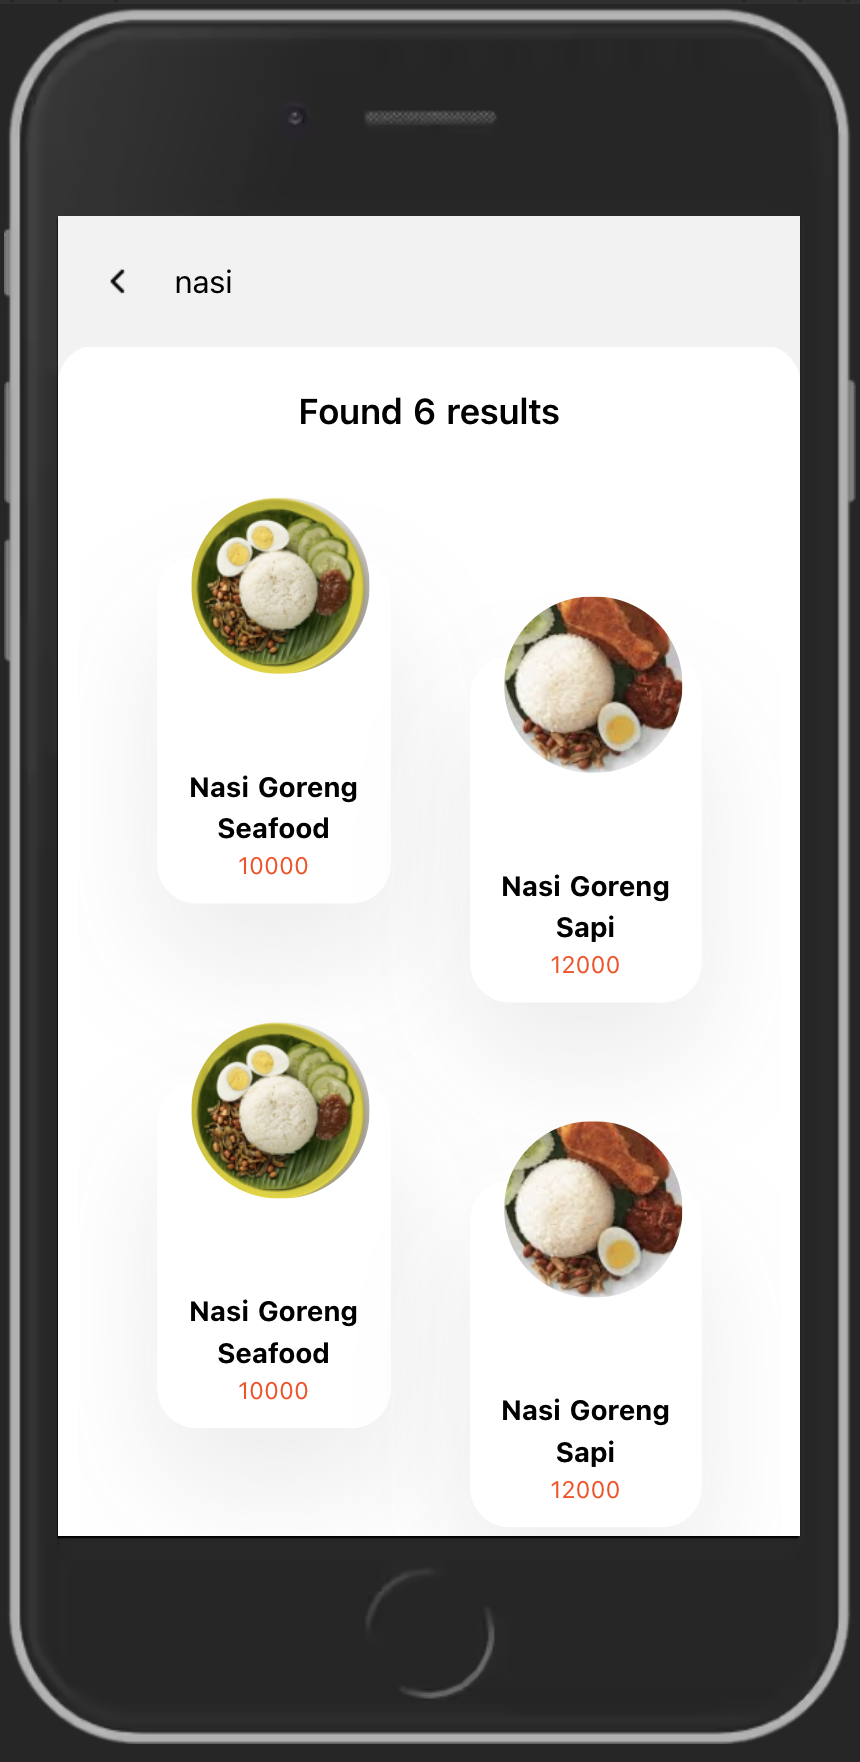 nasi
Found 6 results
Nasi Goreng
Seafood
10000
Nasi Goreng
Sapi
12000
Nasi Goreng
Seafood
10000
Nasi Goreng
Sapi
12000